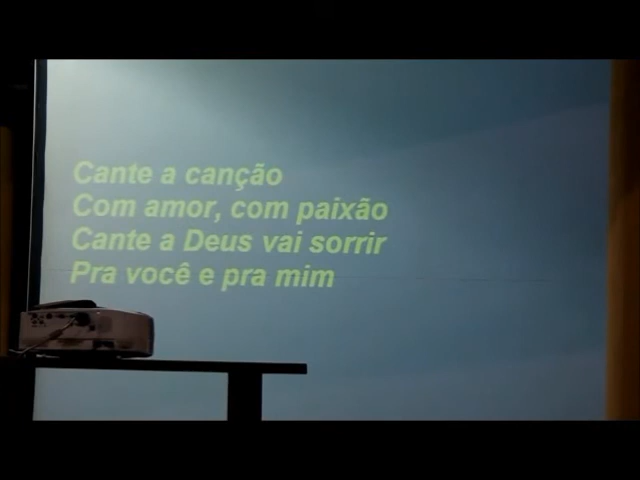 Cante a canção
Com amor, com paixão
Cante a Deus vai sorrir
Pra você e pra mim